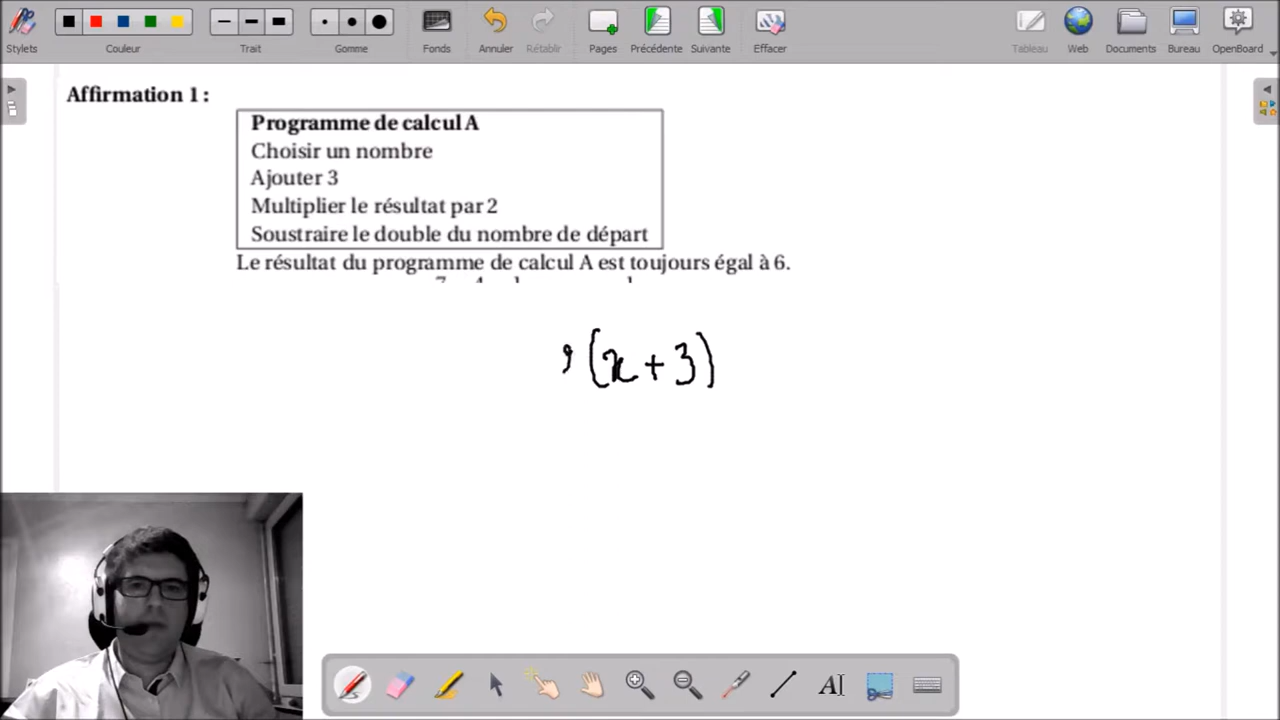 Stylets Couleur Trait Gomme Fonds Annuler Rétablir Pages Précédente Suivante Effacer Tableau Web Documents Bureau OpenBoard
Affirmation 1 :
Programme de calcul A
Choisir un nombre
Ajouter 3
Multiplier le résultat par 2
Soustraire le double du nombre de départ
Le résultat du programme de calcul A est toujours égal à 6.
(x + 3)